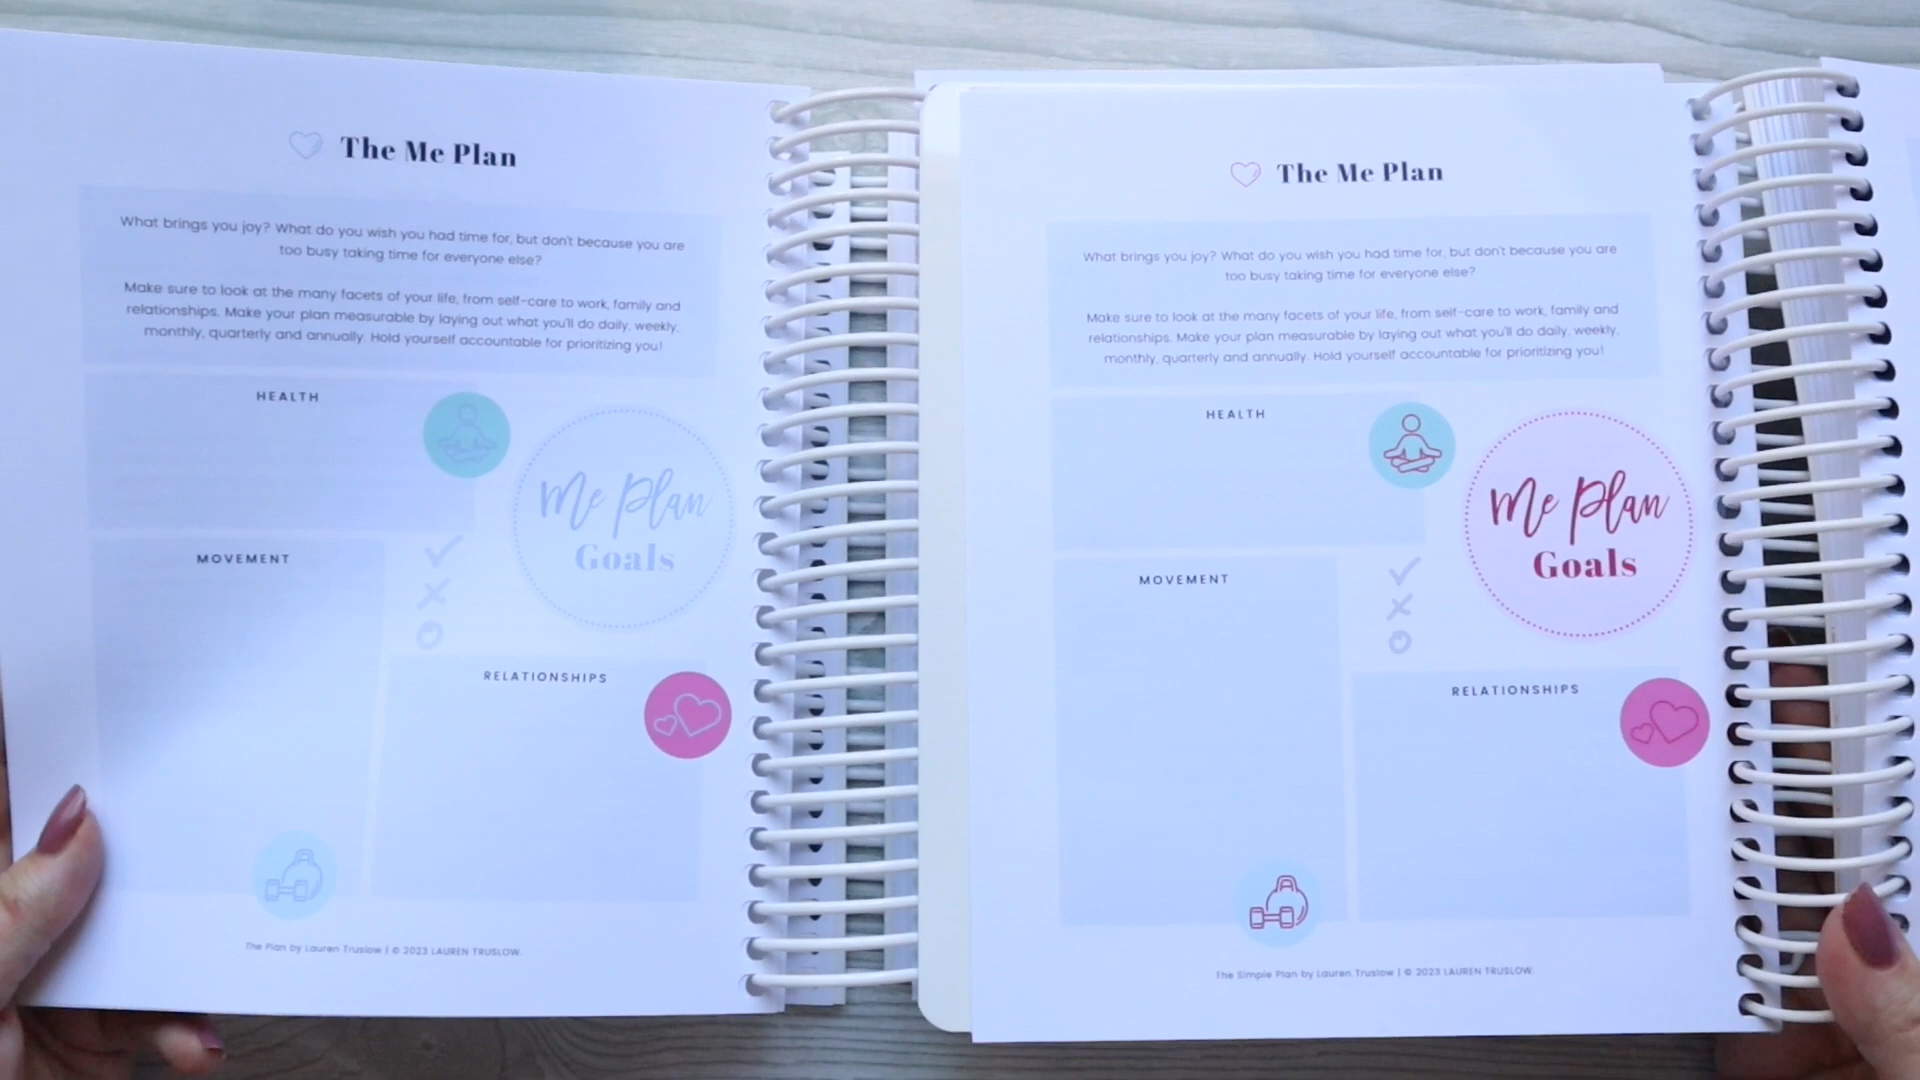 The Me Plan
What brings you joy? What do you wish you had time for, but don't because you are
too busy taking time for everyone else?
Make sure to look at the many facets of your life, from self-care to work, family and
relationships. Make your plan measurable by laying out what you'll do daily, weekly,
monthly, quarterly and annually. Hold yourself accountable for prioritizing you!
HEALTH
Me Plan
Goals
MOVEMENT
RELATIONSHIPS
The Plan by Lauren Truslow | © 2023 LAUREN TRUSLOW.
The Me Plan
What brings you joy? What do you wish you had time for, but don't because you are
too busy taking time for everyone else?
Make sure to look at the many facets of your life, from self-care to work, family and
relationships. Make your plan measurable by laying out what you'll do daily, weekly,
monthly, quarterly and annually. Hold yourself accountable for prioritizing you!
HEALTH
Me Plan
Goals
MOVEMENT
RELATIONSHIPS
The Simple Plan by Lauren Truslow | © 2023 LAUREN TRUSLOW.